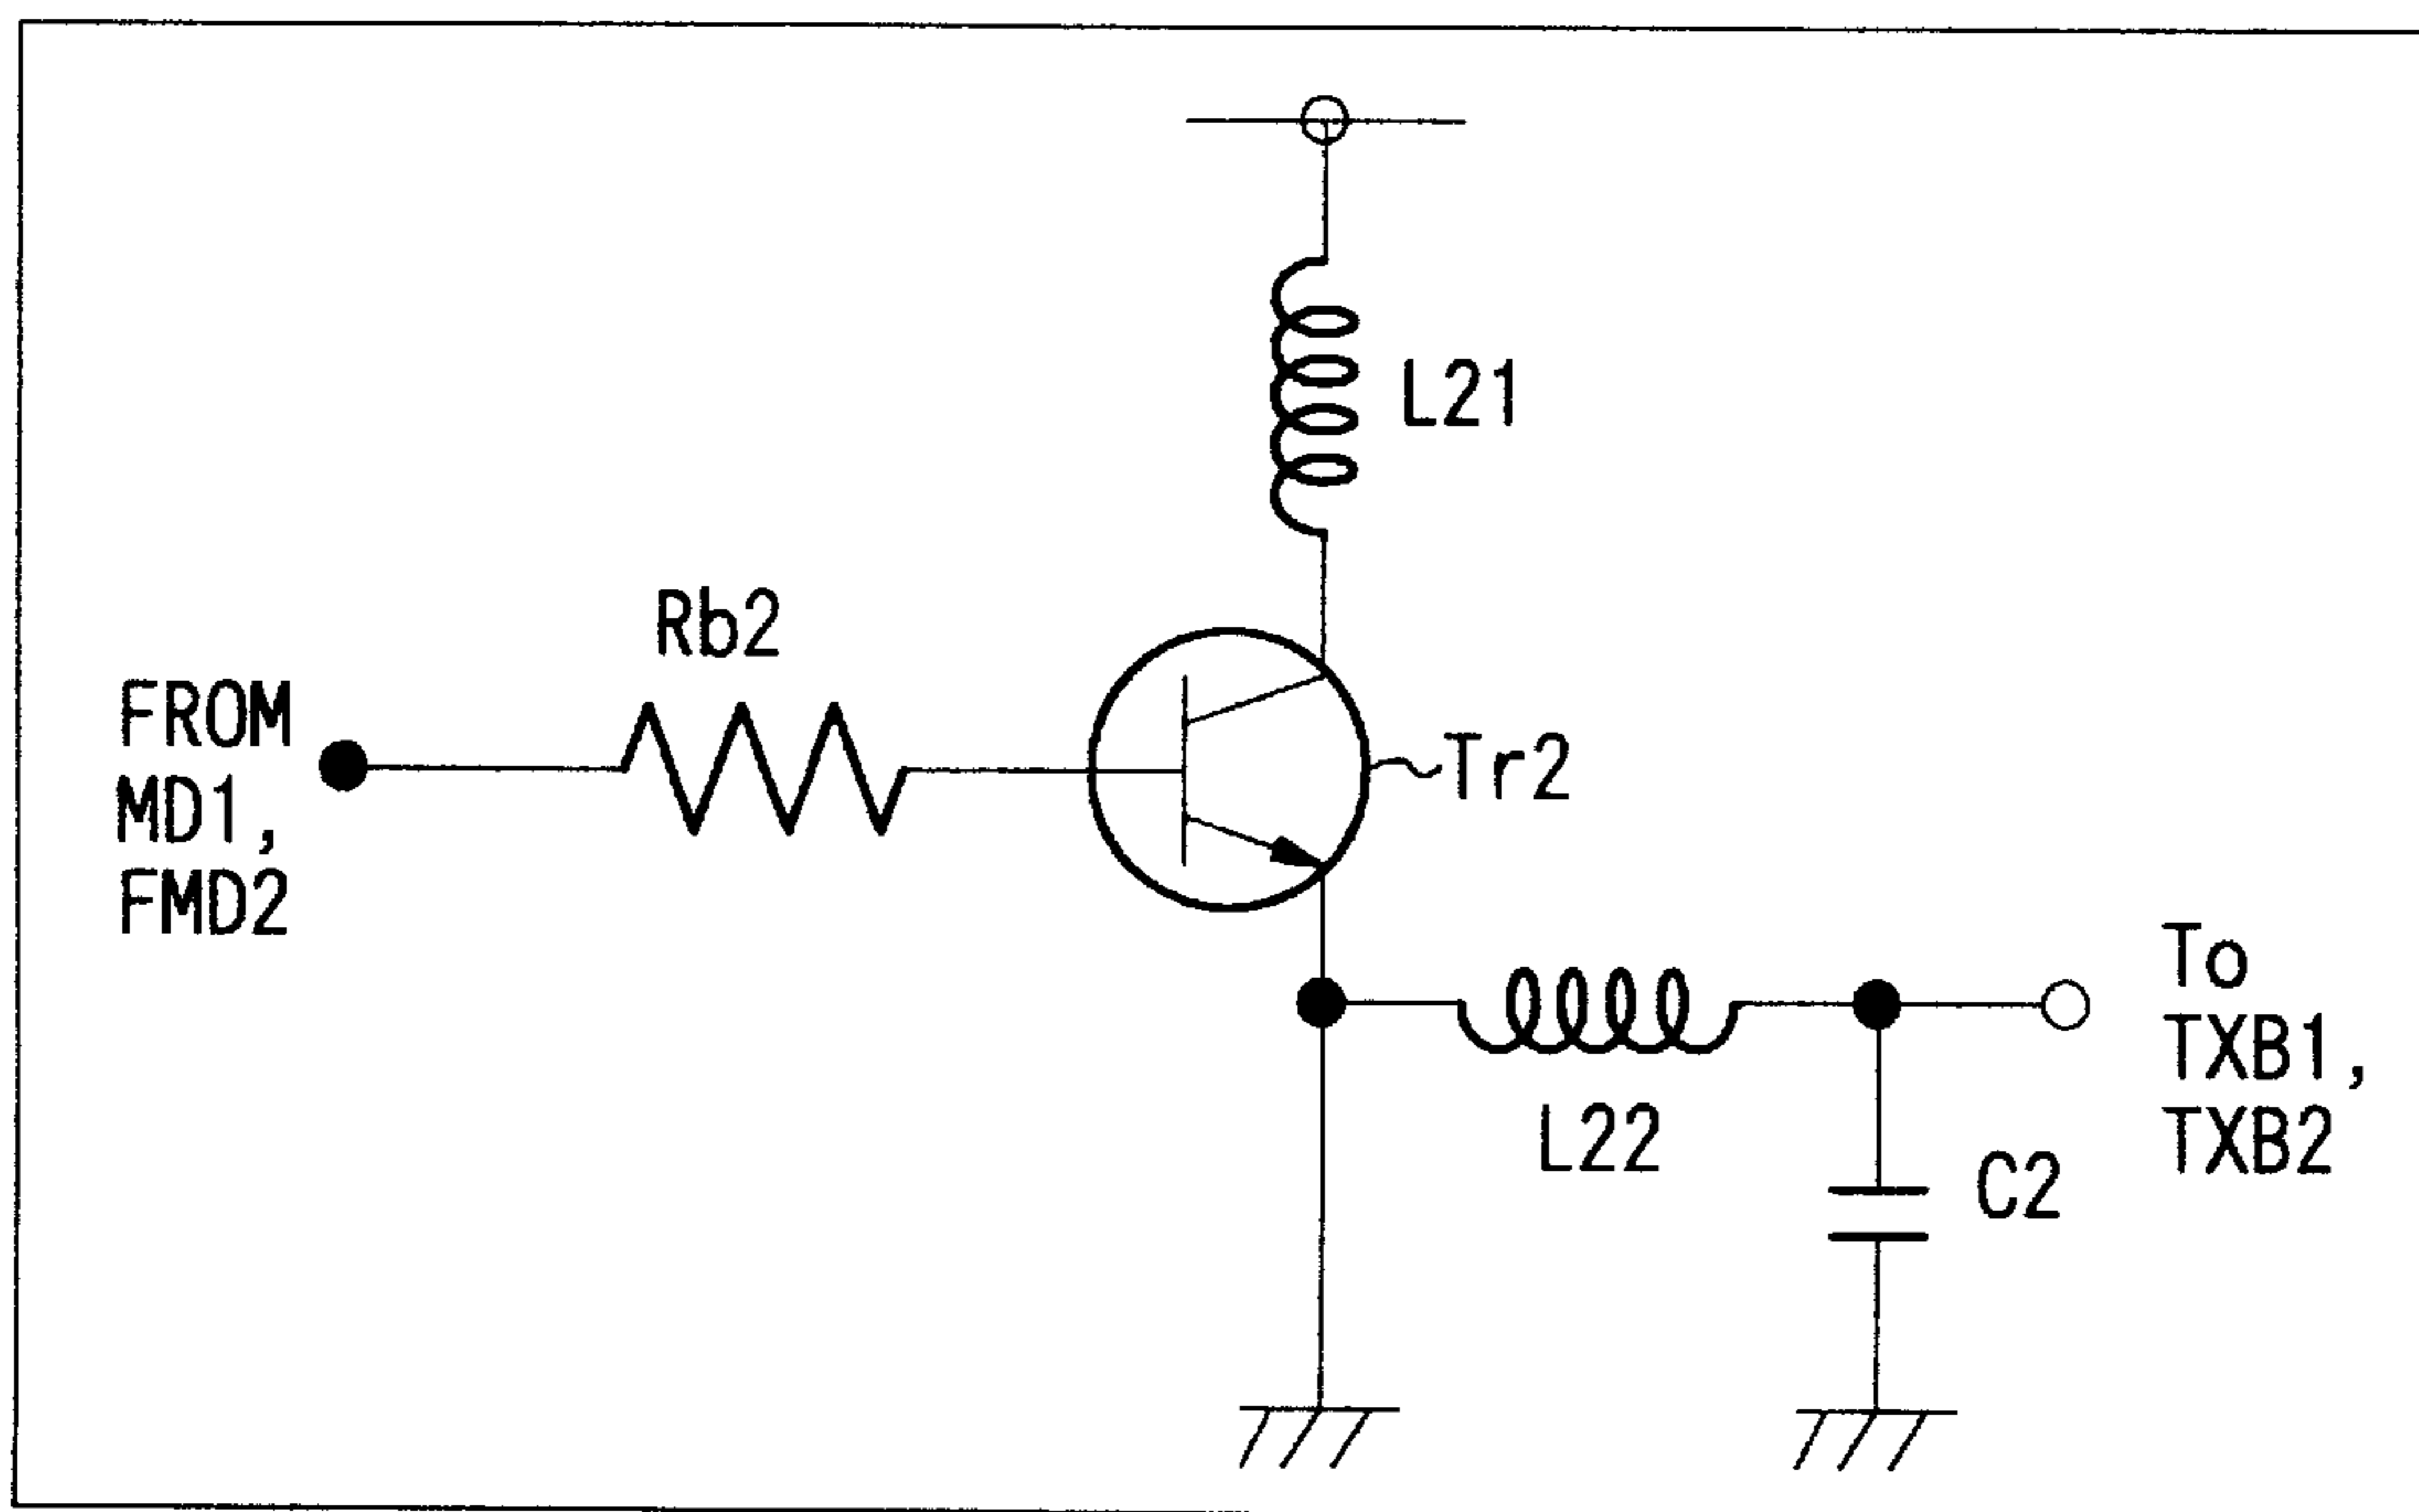 L21
Rb2
FROM
MD1,
FMD2
Tr2
To
TXB1,
TXB2
L22
C2